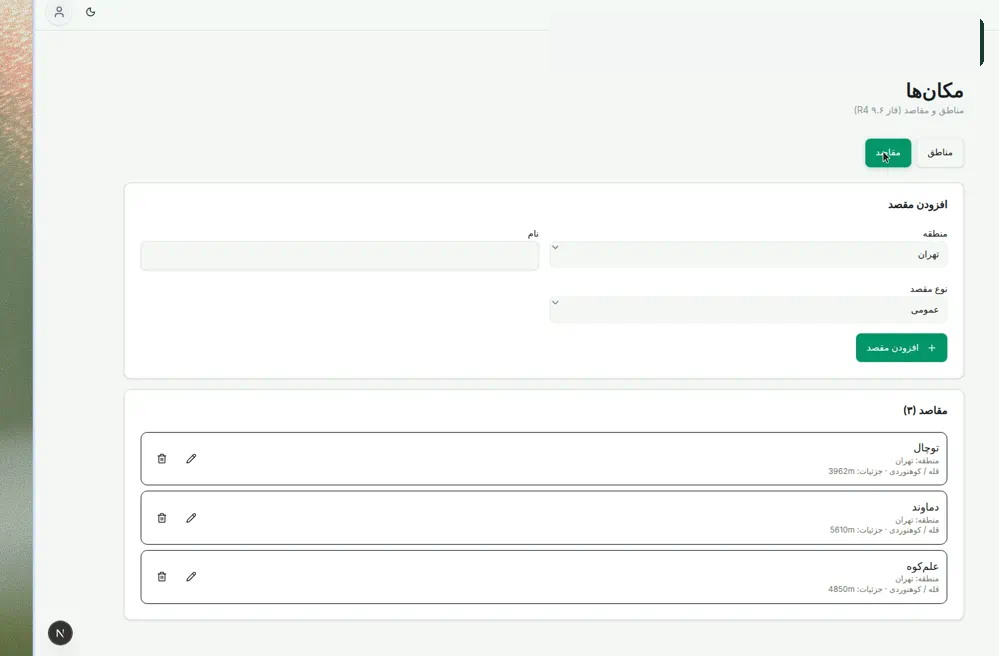 مکان‌ها
مناطق و مقاصد (فاز ۹.۶ R4)
مناطق
مقاصد
افزودن مقصد
منطقه
تهران
نام
نوع مقصد
عمومی
+ افزودن مقصد
مقاصد (۳)
توچال
منطقه: تهران
قله / کوهنوردی · جزئیات: 3962m
دماوند
منطقه: تهران
قله / کوهنوردی · جزئیات: 5610m
علم‌کوه
منطقه: تهران
قله / کوهنوردی · جزئیات: 4850m
N